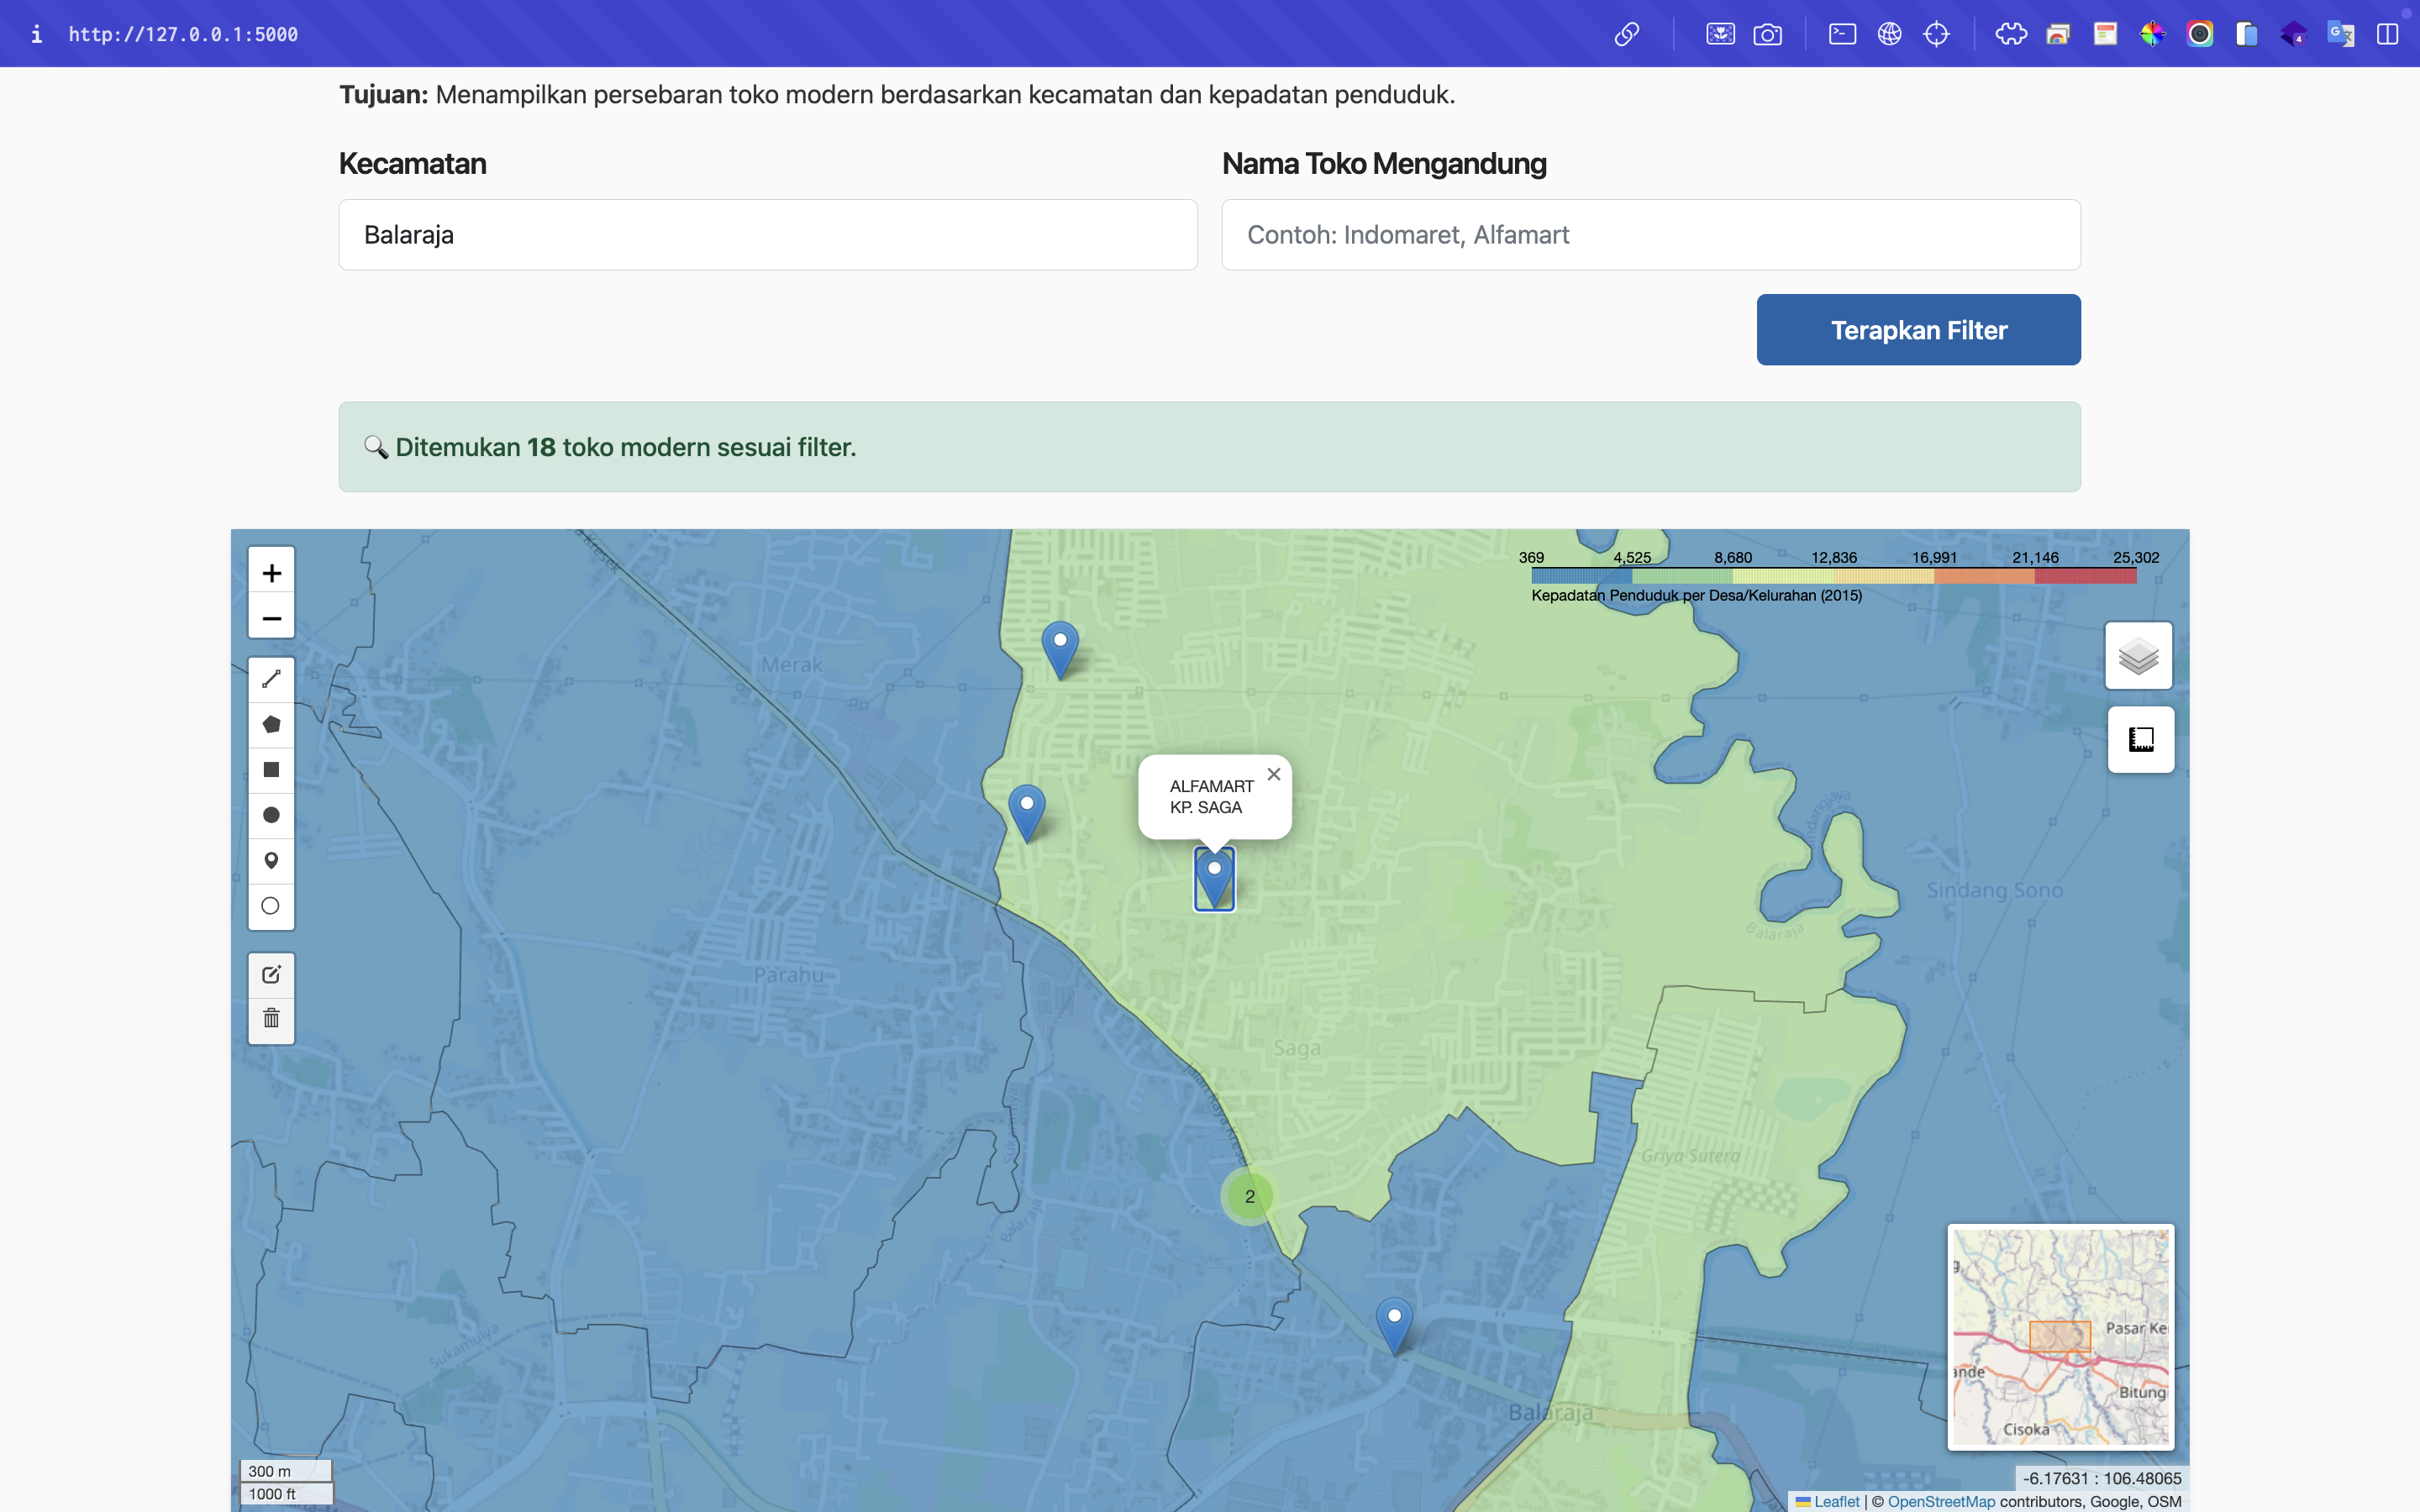 http://127.0.0.1:5000
Tujuan: Menampilkan persebaran toko modern berdasarkan kecamatan dan kepadatan penduduk.
Kecamatan
Nama Toko Mengandung
Balaraja
Contoh: Indomaret, Alfamart
Terapkan Filter
Ditemukan 18 toko modern sesuai filter.
369 4,525 8,680 12,836 16,991 21,146 25,302
Kepadatan Penduduk per Desa/Kelurahan (2015)
+
−
Merak
ALFAMART
KP. SAGA
×
Sindang Sono
Balaraja
Parahu
Saga
Griya Sutera
2
Balaraja
Sukamulya
Balaraja
Pasar Ke
ande
Bitung
Cisoka
300 m
1000 ft
-6.17631 : 106.48065
Leaflet | © OpenStreetMap contributors, Google, OSM